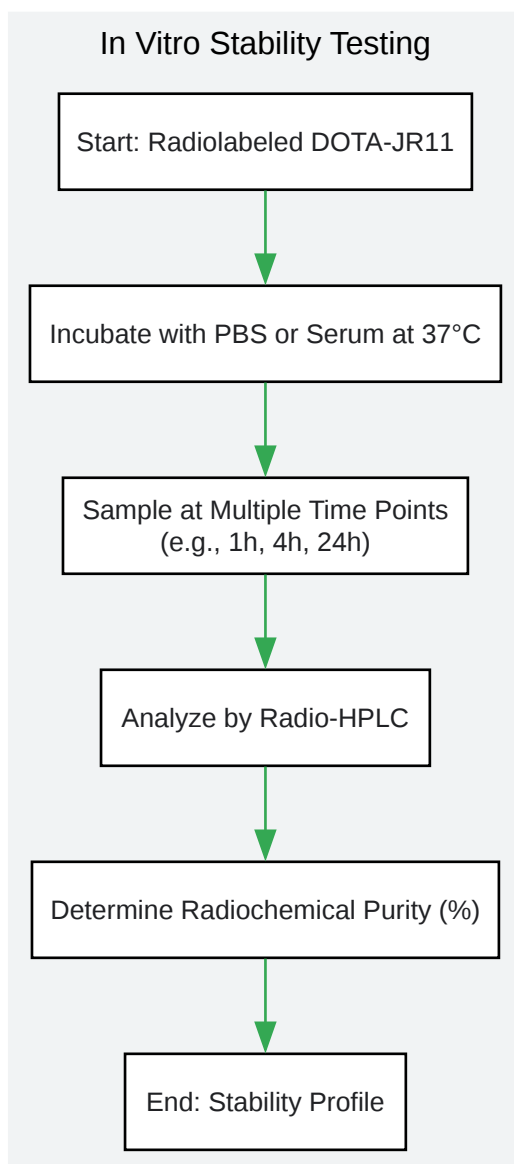 In Vitro Stability Testing
Start: Radiolabeled DOTA-JR11
Incubate with PBS or Serum at 37°C
Sample at Multiple Time Points
(e.g., 1h, 4h, 24h)
Analyze by Radio-HPLC
Determine Radiochemical Purity (%)
End: Stability Profile